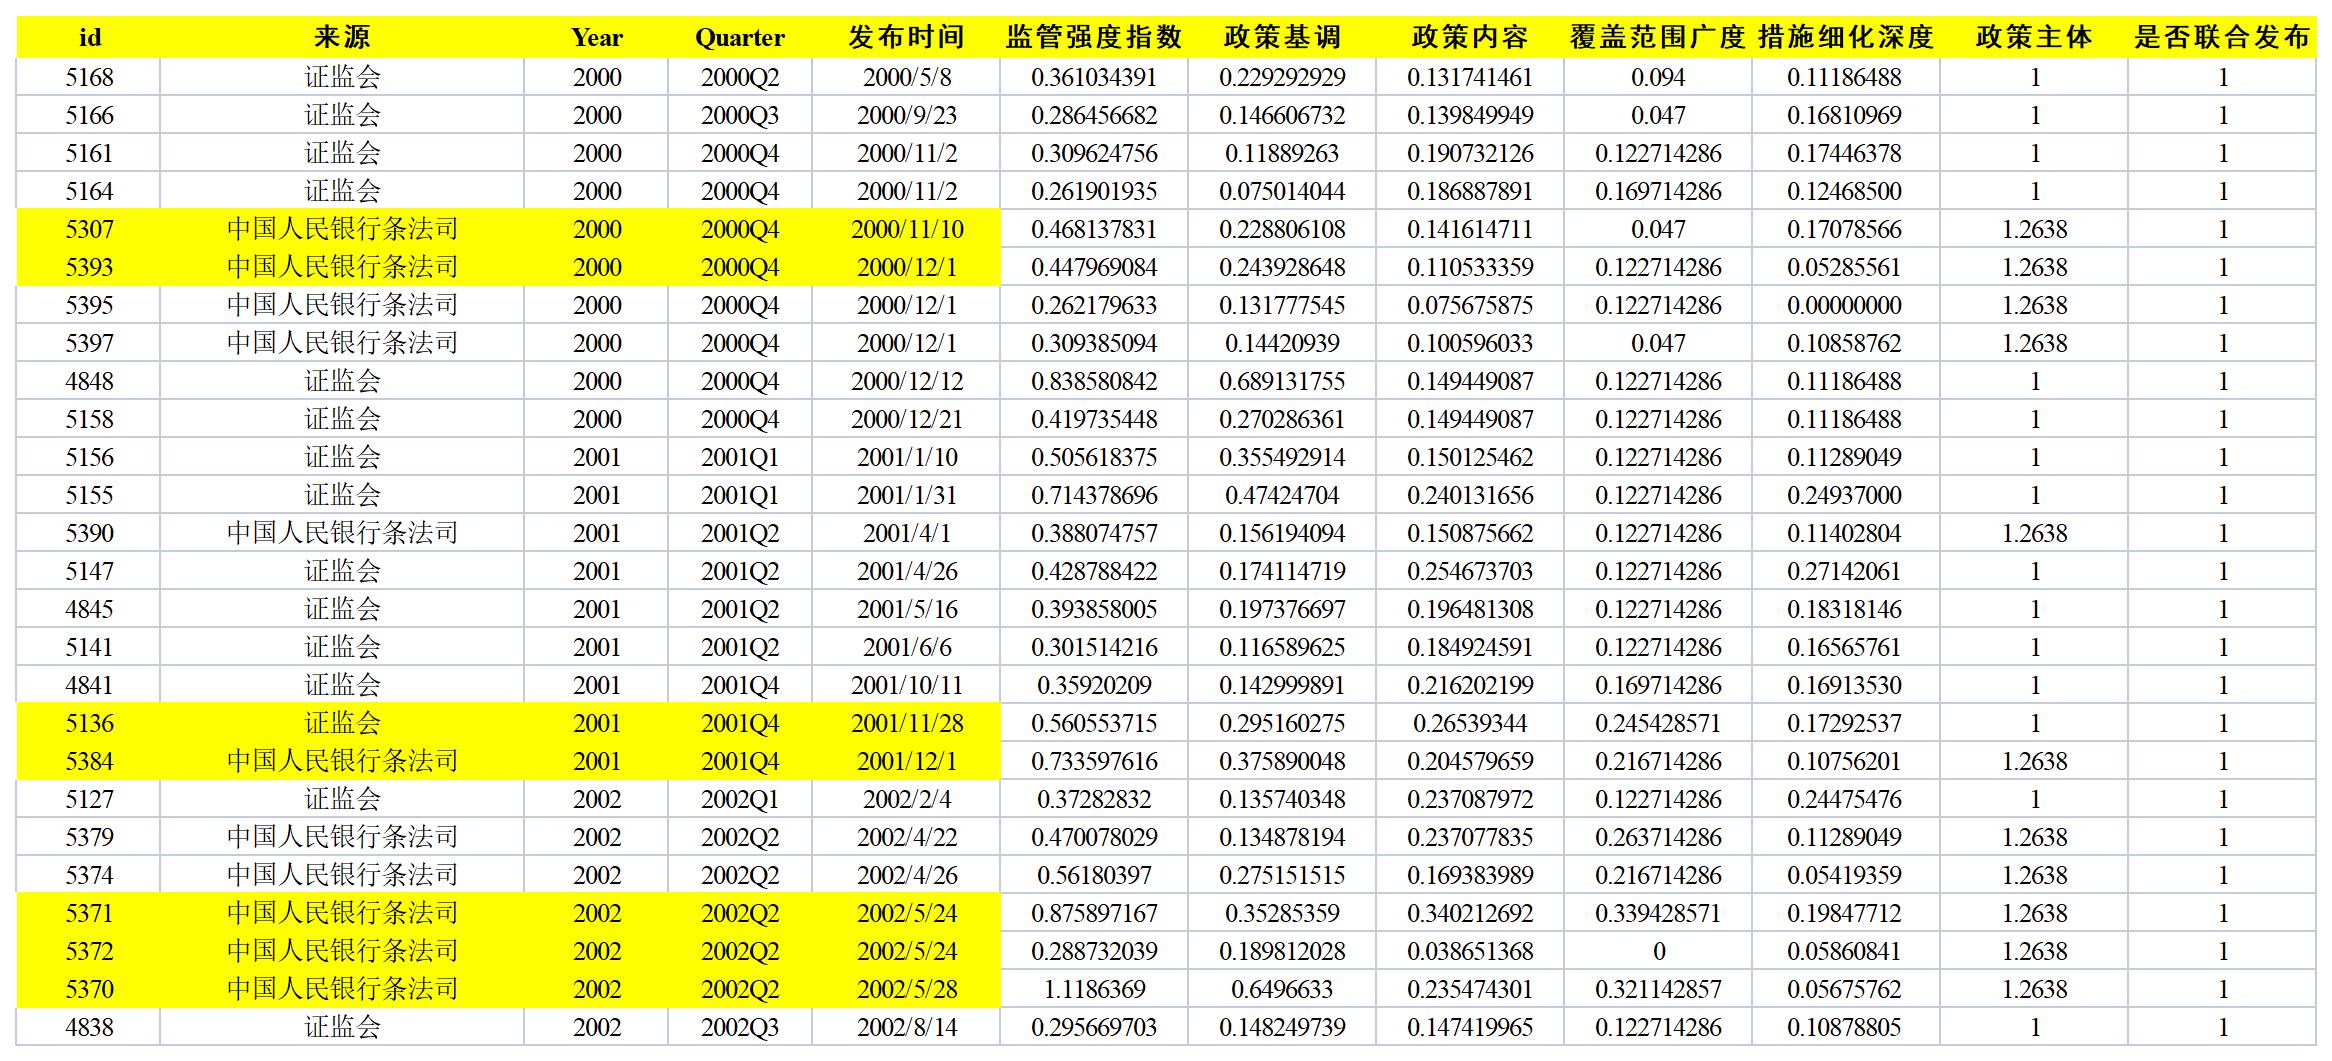 id 来源 Year Quarter 发布时间 监管强度指数 政策基调 政策内容 覆盖范围广度 措施细化深度 政策主体 是否联合发布
5168 证监会 2000 2000Q2 2000/5/8 0.361034391 0.229292929 0.131741461 0.094 0.11186488 1 1
5166 证监会 2000 2000Q3 2000/9/23 0.286456682 0.146606732 0.139849949 0.047 0.16810969 1 1
5161 证监会 2000 2000Q4 2000/11/2 0.309624756 0.11889263 0.190732126 0.122714286 0.17446378 1 1
5164 证监会 2000 2000Q4 2000/11/2 0.261901935 0.075014044 0.186887891 0.169714286 0.12468500 1 1
5307 中国人民银行条法司 2000 2000Q4 2000/11/10 0.468137831 0.228806108 0.141614711 0.047 0.17078566 1.2638 1
5393 中国人民银行条法司 2000 2000Q4 2000/12/1 0.447969084 0.243928648 0.110533359 0.122714286 0.05285561 1.2638 1
5395 中国人民银行条法司 2000 2000Q4 2000/12/1 0.262179633 0.131777545 0.075675875 0.122714286 0.00000000 1.2638 1
5397 中国人民银行条法司 2000 2000Q4 2000/12/1 0.309385094 0.14420939 0.100596033 0.047 0.10858762 1.2638 1
4848 证监会 2000 2000Q4 2000/12/12 0.838580842 0.689131755 0.149449087 0.122714286 0.11186488 1 1
5158 证监会 2000 2000Q4 2000/12/21 0.419735448 0.270286361 0.149449087 0.122714286 0.11186488 1 1
5156 证监会 2001 2001Q1 2001/1/10 0.505618375 0.355492914 0.150125462 0.122714286 0.11289049 1 1
5155 证监会 2001 2001Q1 2001/1/31 0.714378696 0.47424704 0.240131656 0.122714286 0.24937000 1 1
5390 中国人民银行条法司 2001 2001Q2 2001/4/1 0.388074757 0.156194094 0.150875662 0.122714286 0.11402804 1.2638 1
5147 证监会 2001 2001Q2 2001/4/26 0.428788422 0.174114719 0.254673703 0.122714286 0.27142061 1 1
4845 证监会 2001 2001Q2 2001/5/16 0.393858005 0.197376697 0.196481308 0.122714286 0.18318146 1 1
5141 证监会 2001 2001Q2 2001/6/6 0.301514216 0.116589625 0.184924591 0.122714286 0.16565761 1 1
4841 证监会 2001 2001Q4 2001/10/11 0.35920209 0.142999891 0.216202199 0.169714286 0.16913530 1 1
5136 证监会 2001 2001Q4 2001/11/28 0.560553715 0.295160275 0.26539344 0.245428571 0.17292537 1 1
5384 中国人民银行条法司 2001 2001Q4 2001/12/1 0.733597616 0.375890048 0.204579659 0.216714286 0.10756201 1.2638 1
5127 证监会 2002 2002Q1 2002/2/4 0.37282832 0.135740348 0.237087972 0.122714286 0.24475476 1 1
5379 中国人民银行条法司 2002 2002Q2 2002/4/22 0.470078029 0.134878194 0.237077835 0.263714286 0.11289049 1.2638 1
5374 中国人民银行条法司 2002 2002Q2 2002/4/26 0.56180397 0.275151515 0.169383989 0.216714286 0.05419359 1.2638 1
5371 中国人民银行条法司 2002 2002Q2 2002/5/24 0.875897167 0.35285359 0.340212692 0.339428571 0.19847712 1.2638 1
5372 中国人民银行条法司 2002 2002Q2 2002/5/24 0.288732039 0.189812028 0.038651368 0 0.05860841 1.2638 1
5370 中国人民银行条法司 2002 2002Q2 2002/5/28 1.1186369 0.6496633 0.235474301 0.321142857 0.05675762 1.2638 1
4838 证监会 2002 2002Q3 2002/8/14 0.295669703 0.148249739 0.147419965 0.122714286 0.10878805 1 1